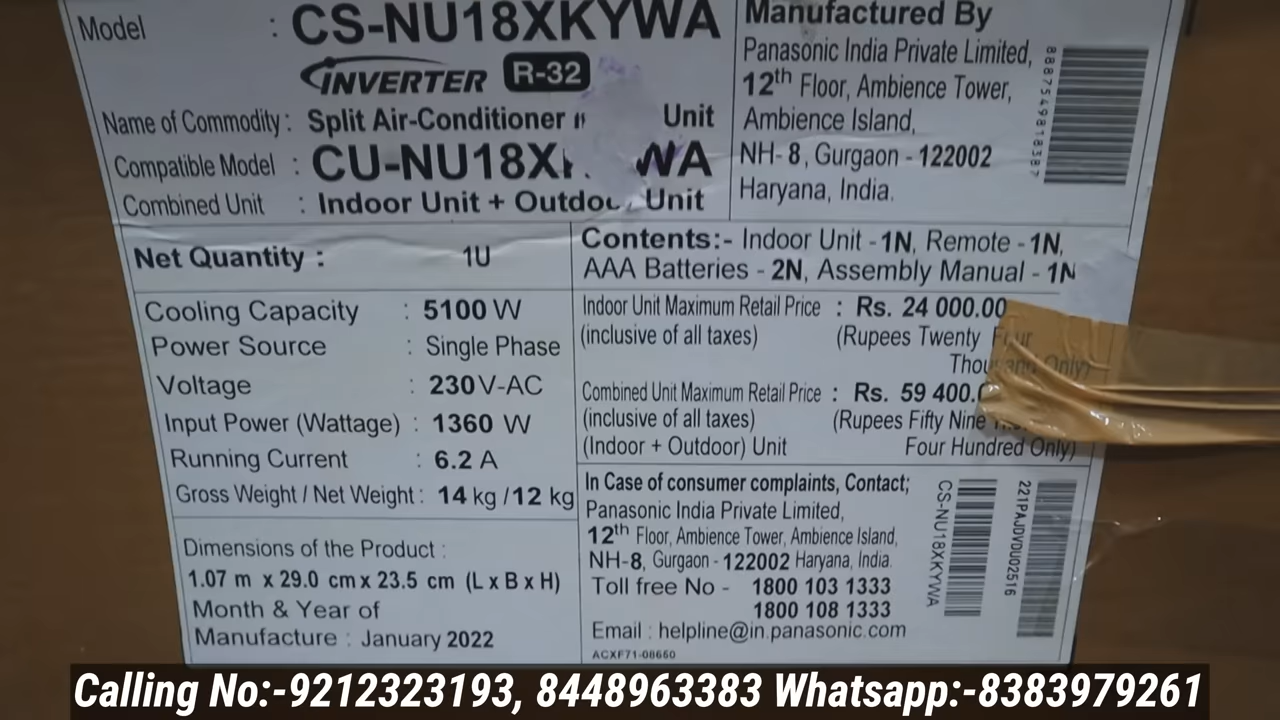 Model : CS-NU18XKYWA
INVERTER R-32
Name of Commodity : Split Air-Conditioner Unit
Compatible Model :
Combined Unit : Indoor Unit + Unit
Manufactured By
Panasonic India Private Limited,
12th Floor, Ambience Tower,
Ambience Island,
NH- 8, Gurgaon - 122002
Haryana, India.
8887549818387
Net Quantity : 1U
Contents:- Indoor Unit - 1N, Remote - 1N,
AAA Batteries - 2N, Assembly Manual - 1N
Cooling Capacity : 5100 W
Power Source : Single Phase
Voltage : 230 V-AC
Input Power (Wattage) : 1360 W
Running Current : 6.2 A
Gross Weight / Net Weight : 14 kg / 12 kg
Dimensions of the Product :
1.07 m x 29.0 cm x 23.5 cm (L x B x H)
Month & Year of
Manufacture : January 2022
Indoor Unit Maximum Retail Price : Rs. 24 000.00
(inclusive of all taxes) (Rupees Twenty Four
Thousand Only)
Combined Unit Maximum Retail Price : Rs. 59 400.
(inclusive of all taxes) (Rupees Fifty Nine
(Indoor + Outdoor) Unit Four Hundred Only)
In Case of consumer complaints, Contact;
Panasonic India Private Limited,
12th Floor, Ambience Tower, Ambience Island,
NH-8, Gurgaon - 122002 Haryana, India.
Toll free No - 1800 103 1333
1800 108 1333
Email : helpline@in.panasonic.com
ACXF71-08660
CS-NU18XKYWA
221PAJDVDU02516
Calling No:-9212323193, 8448963383 Whatsapp:-8383979261